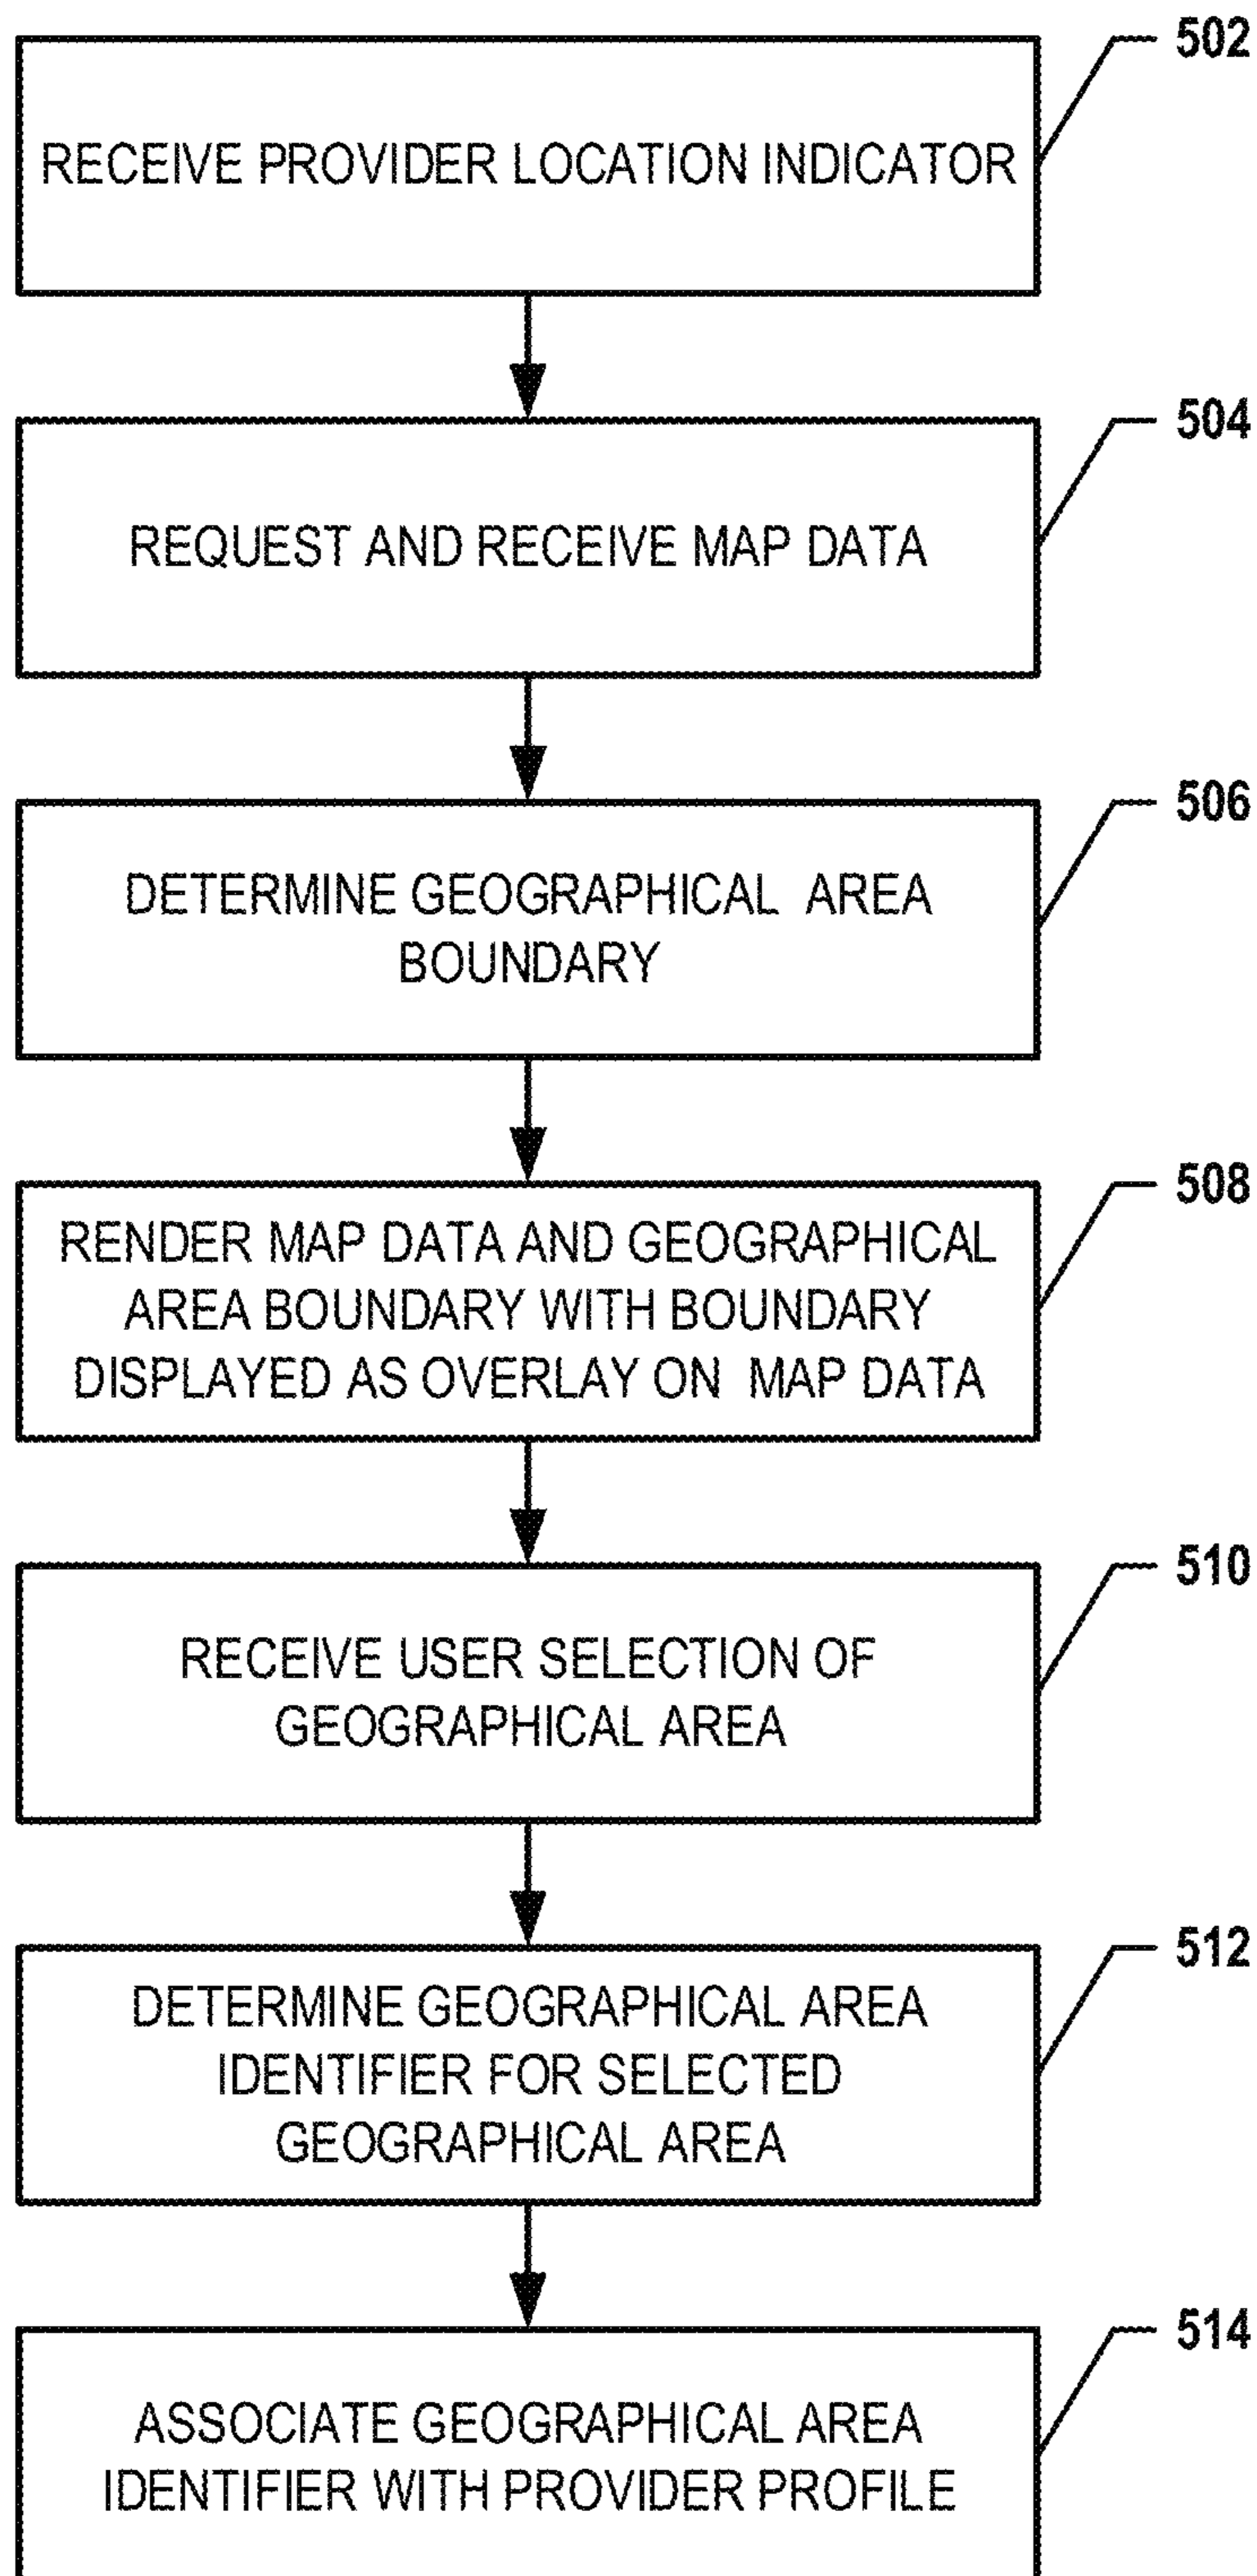 502
RECEIVE PROVIDER LOCATION INDICATOR
504
REQUEST AND RECEIVE MAP DATA
506
DETERMINE GEOGRAPHICAL AREA
BOUNDARY
508
RENDER MAP DATA AND GEOGRAPHICAL
AREA BOUNDARY WITH BOUNDARY
DISPLAYED AS OVERLAY ON MAP DATA
510
RECEIVE USER SELECTION OF
GEOGRAPHICAL AREA
512
DETERMINE GEOGRAPHICAL AREA
IDENTIFIER FOR SELECTED
GEOGRAPHICAL AREA
514
ASSOCIATE GEOGRAPHICAL AREA
IDENTIFIER WITH PROVIDER PROFILE